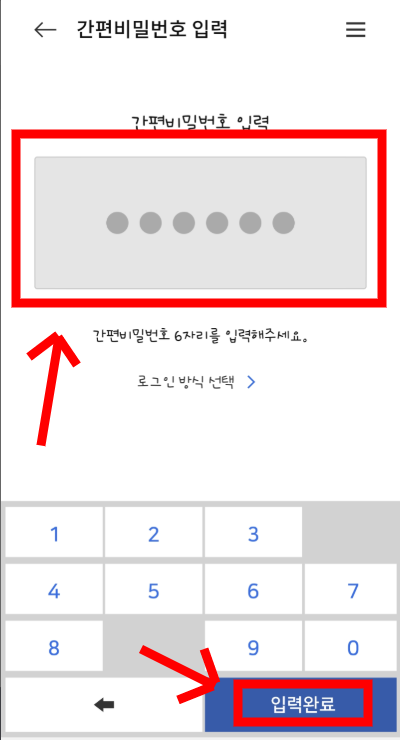 간편비밀번호 입력
간편비밀번호 입력
간편비밀번호 6자리를 입력해주세요.
로그인 방식 선택
1 2 3
4 5 6 7
8 9 0
입력완료